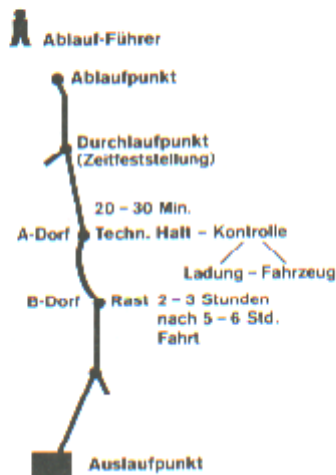 Ablauf-Führer
Ablaufpunkt
Durchlaufpunkt
(Zeitfeststellung)
20 – 30 Min.
A-Dorf Techn. Halt – Kontrolle
Ladung – Fahrzeug
B-Dorf Rast 2 – 3 Stunden
nach 5 – 6 Std.
Fahrt
Auslaufpunkt